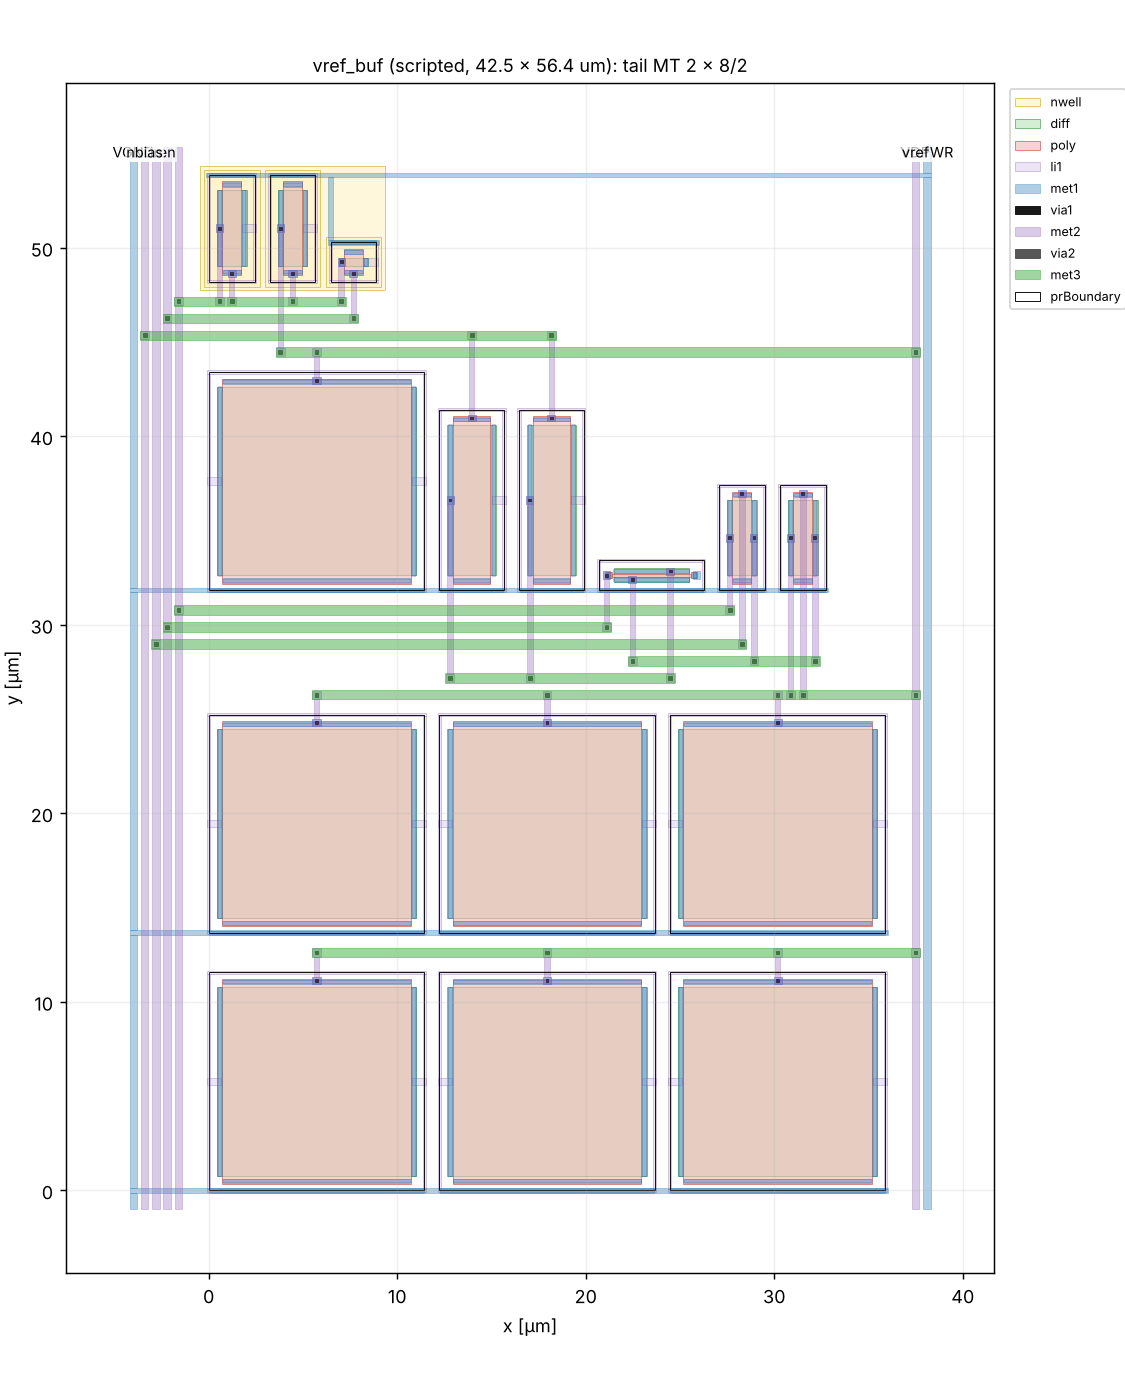 vref_buf (scripted, 42.5 × 56.4 um): tail MT 2 × 8/2
nwell
diff
poly
li1
met1
via1
met2
via2
met3
prBoundary
50
40
30
20
10
0
y [µm]
0 10 20 30 40
x [µm]